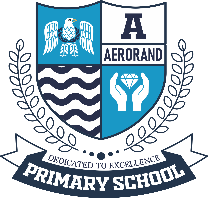 A
AERORAND
DEDICATED TO EXCELLENCE
PRIMARY SCHOOL